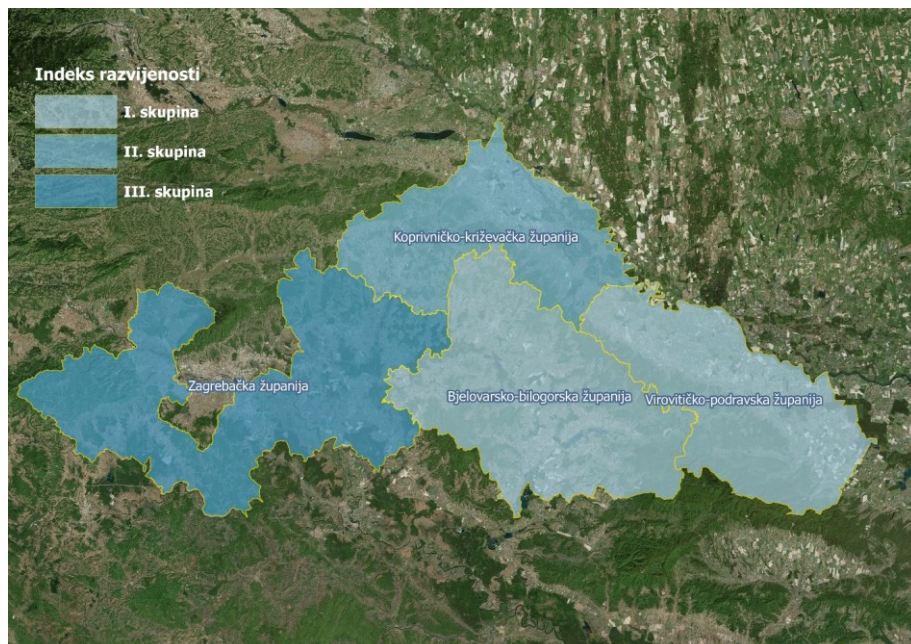 Indeks razvijenosti
I. skupina
II. skupina
III. skupina
Koprivničko-križevačka županija
Zagrebačka županija
Bjelovarsko-bilogorska županija
Virovitičko-podravska županija